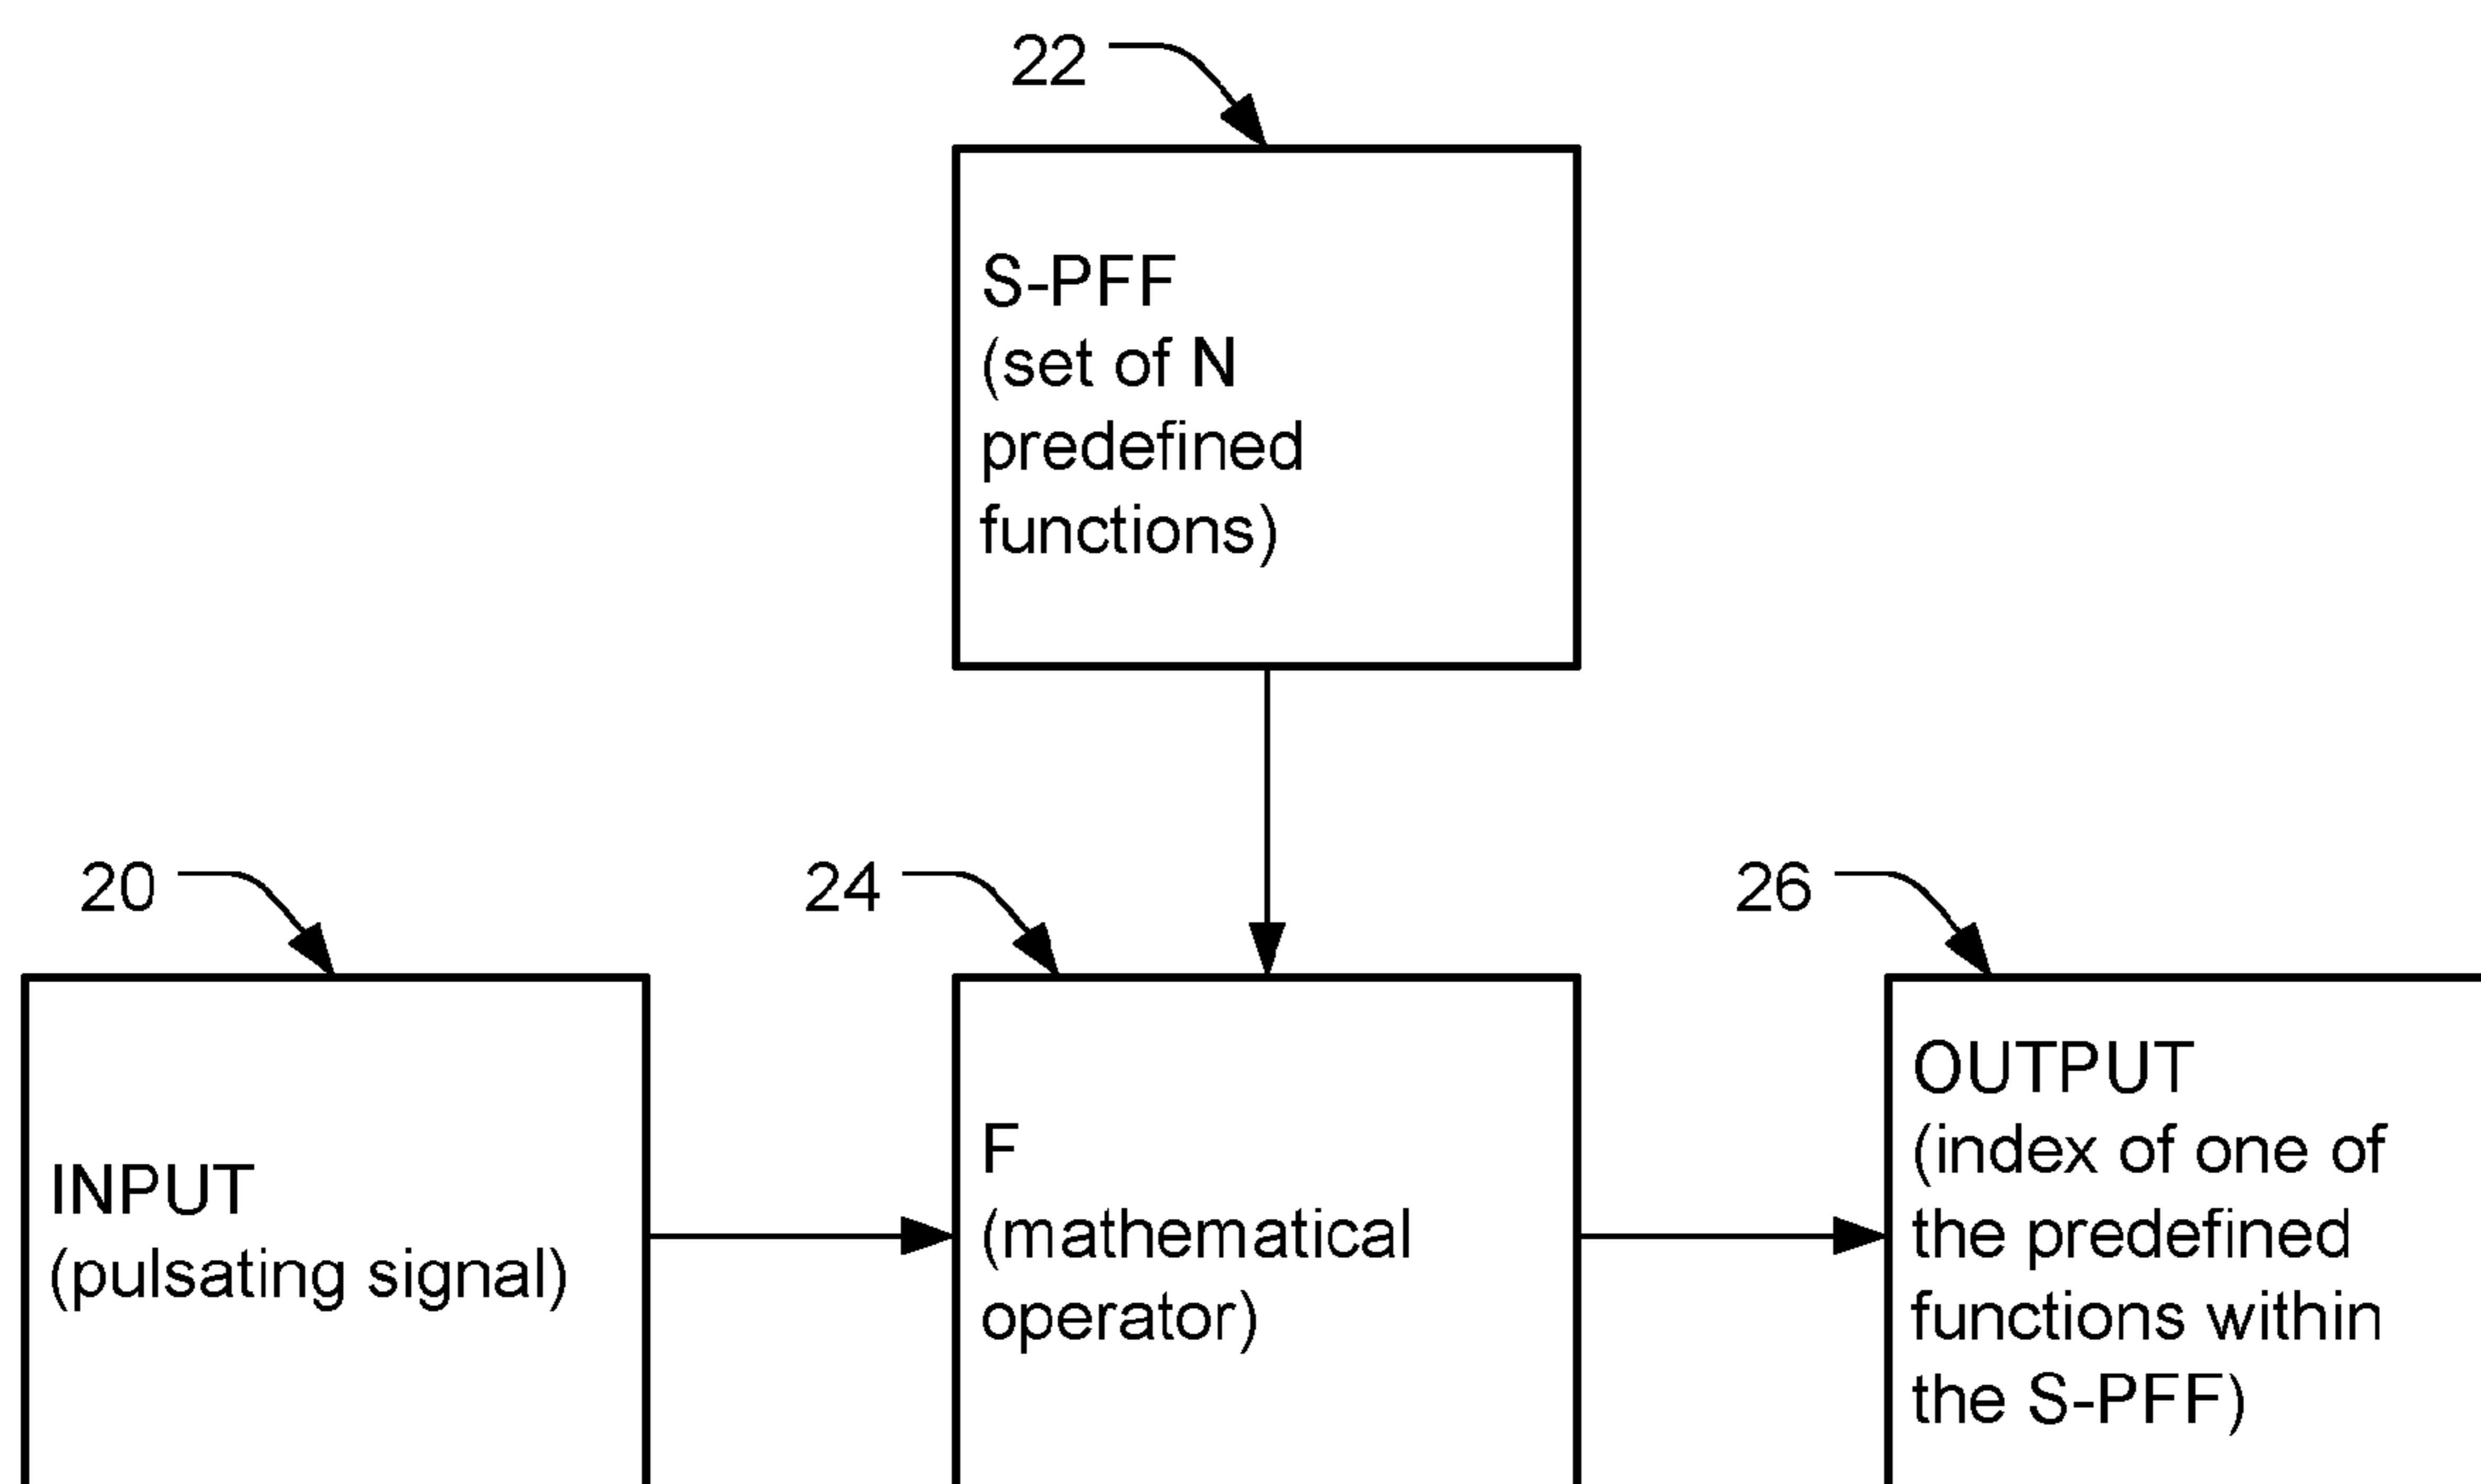 22
S-PFF
(set of N
predefined
functions)
20
24
26
INPUT
(pulsating signal)
F
(mathematical
operator)
OUTPUT
(index of one of
the predefined
functions within
the S-PFF)